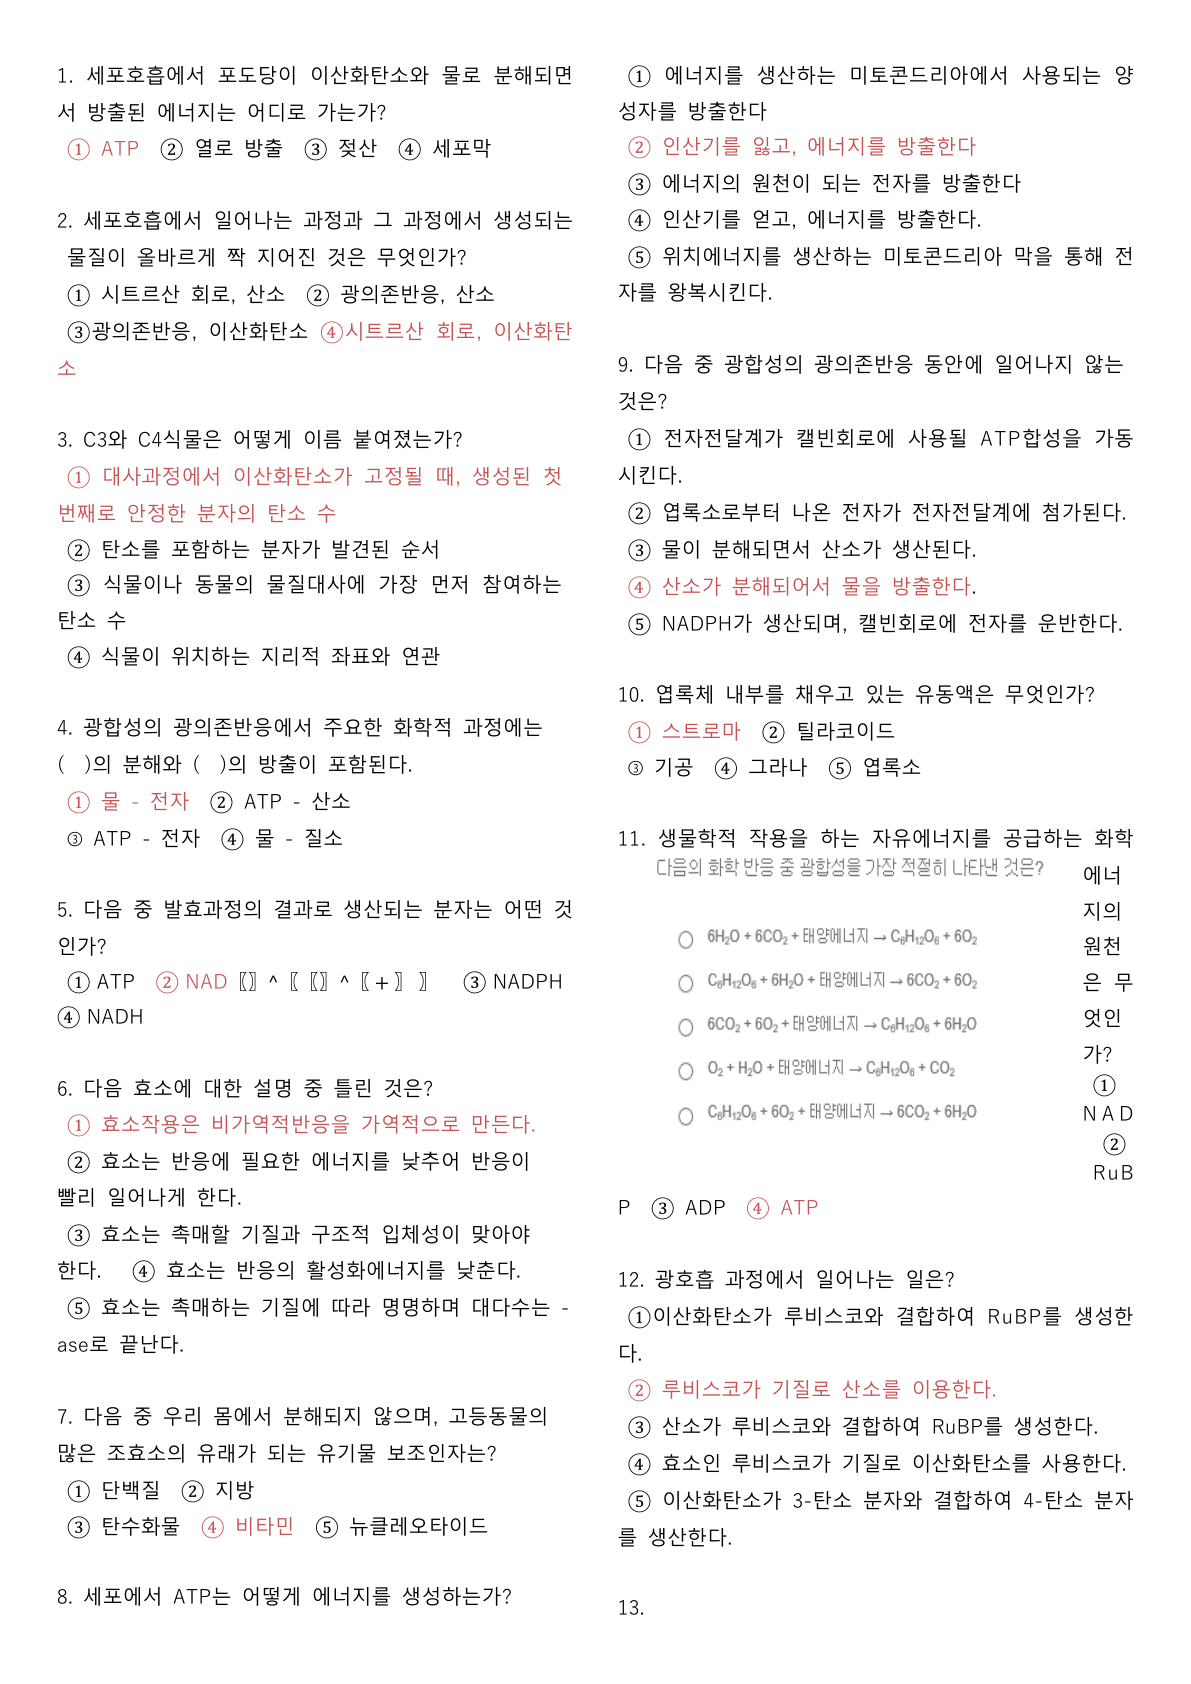 1. 세포호흡에서 포도당이 이산화탄소와 물로 분해되면
서 방출된 에너지는 어디로 가는가?
① ATP ② 열로 방출 ③ 젖산 ④ 세포막
2. 세포호흡에서 일어나는 과정과 그 과정에서 생성되는
물질이 올바르게 짝 지어진 것은 무엇인가?
① 시트르산 회로, 산소 ② 광의존반응, 산소
③광의존반응, 이산화탄소 ④시트르산 회로, 이산화탄
소
3. C3와 C4식물은 어떻게 이름 붙여졌는가?
① 대사과정에서 이산화탄소가 고정될 때, 생성된 첫
번째로 안정한 분자의 탄소 수
② 탄소를 포함하는 분자가 발견된 순서
③ 식물이나 동물의 물질대사에 가장 먼저 참여하는
탄소 수
④ 식물이 위치하는 지리적 좌표와 연관
4. 광합성의 광의존반응에서 주요한 화학적 과정에는
( )의 분해와 ( )의 방출이 포함된다.
① 물 - 전자 ② ATP - 산소
③ ATP - 전자 ④ 물 - 질소
5. 다음 중 발효과정의 결과로 생산되는 분자는 어떤 것
인가?
① ATP ② NAD〖〗^〖〖〗^〖+〗〗 ③ NADPH
④ NADH
6. 다음 효소에 대한 설명 중 틀린 것은?
① 효소작용은 비가역적반응을 가역적으로 만든다.
② 효소는 반응에 필요한 에너지를 낮추어 반응이
빨리 일어나게 한다.
③ 효소는 촉매할 기질과 구조적 입체성이 맞아야
한다. ④ 효소는 반응의 활성화에너지를 낮춘다.
⑤ 효소는 촉매하는 기질에 따라 명명하며 대다수는 -
ase로 끝난다.
7. 다음 중 우리 몸에서 분해되지 않으며, 고등동물의
많은 조효소의 유래가 되는 유기물 보조인자는?
① 단백질 ② 지방
③ 탄수화물 ④ 비타민 ⑤ 뉴클레오타이드
8. 세포에서 ATP는 어떻게 에너지를 생성하는가?
① 에너지를 생산하는 미토콘드리아에서 사용되는 양
성자를 방출한다
② 인산기를 잃고, 에너지를 방출한다
③ 에너지의 원천이 되는 전자를 방출한다
④ 인산기를 얻고, 에너지를 방출한다.
⑤ 위치에너지를 생산하는 미토콘드리아 막을 통해 전
자를 왕복시킨다.
9. 다음 중 광합성의 광의존반응 동안에 일어나지 않는
것은?
① 전자전달계가 캘빈회로에 사용될 ATP합성을 가동
시킨다.
② 엽록소로부터 나온 전자가 전자전달계에 첨가된다.
③ 물이 분해되면서 산소가 생산된다.
④ 산소가 분해되어서 물을 방출한다.
⑤ NADPH가 생산되며, 캘빈회로에 전자를 운반한다.
10. 엽록체 내부를 채우고 있는 유동액은 무엇인가?
① 스트로마 ② 틸라코이드
③ 기공 ④ 그라나 ⑤ 엽록소
11. 생물학적 작용을 하는 자유에너지를 공급하는 화학
에너
지의
원천
은 무
엇인
가?
①
NAD
②
RuB
P ③ ADP ④ ATP
다음의 화학 반응 중 광합성을 가장 적절히 나타낸 것은?
6H₂O + 6CO₂ + 태양에너지 → C₆H₁₂O₆ + 6O₂
C₆H₁₂O₆ + 6H₂O + 태양에너지 → 6CO₂ + 6O₂
6CO₂ + 6O₂ + 태양에너지 → C₆H₁₂O₆ + 6H₂O
O₂ + H₂O + 태양에너지 → C₆H₁₂O₆ + CO₂
C₆H₁₂O₆ + 6O₂ + 태양에너지 → 6CO₂ + 6H₂O
12. 광호흡 과정에서 일어나는 일은?
①이산화탄소가 루비스코와 결합하여 RuBP를 생성한
다.
② 루비스코가 기질로 산소를 이용한다.
③ 산소가 루비스코와 결합하여 RuBP를 생성한다.
④ 효소인 루비스코가 기질로 이산화탄소를 사용한다.
⑤ 이산화탄소가 3-탄소 분자와 결합하여 4-탄소 분자
를 생산한다.
13.